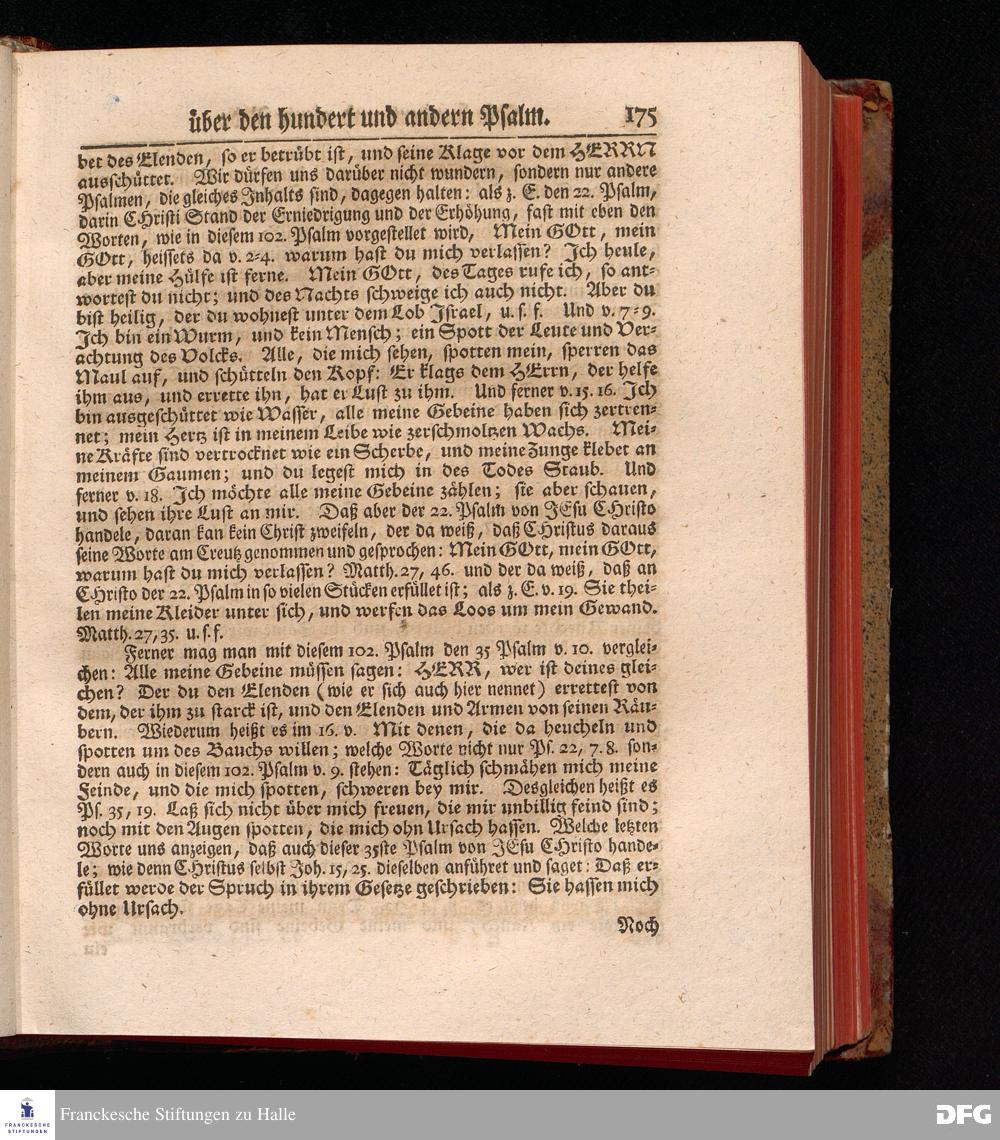 über den hundert und andern Psalm. 175
bet des Elenden, so er betrübt ist, und seine Klage vor dem HERRN
ausschüttet. Wir dürfen uns darüber nicht wundern, sondern nur andere
Psalmen, die gleiches Inhalts sind, dagegen halten: als z. E. den 22. Psalm,
darin CHristi Stand der Erniedrigung und der Erhöhung, fast mit eben den
Worten, wie in diesem 102. Psalm vorgestellet wird, Mein GOtt, mein
GOtt, heissets da v. 2-4. warum hast du mich verlassen? Ich heule,
aber meine Hülfe ist ferne. Mein GOtt, des Tages rufe ich, so ant-
wortest du nicht; und des Nachts schweige ich auch nicht. Aber du
bist heilig, der du wohnest unter dem Lob Israel, u. s. f. Und v. 7-9.
Ich bin ein Wurm, und kein Mensch; ein Spott der Leute und Ver-
achtung des Volcks. Alle, die mich sehen, spotten mein, sperren das
Maul auf, und schütteln den Kopf: Er klags dem HErrn, der helfe
ihm aus, und errette ihn, hat er Lust zu ihm. Und ferner v. 15. 16. Ich
bin ausgeschüttet wie Wasser, alle meine Gebeine haben sich zertren-
net; mein Hertz ist in meinem Leibe wie zerschmoltzen Wachs. Mei-
ne Kräfte sind vertrocknet wie ein Scherbe, und meine Zunge klebet an
meinem Gaumen; und du legest mich in des Todes Staub. Und
ferner v. 18. Ich möchte alle meine Gebeine zählen; sie aber schauen,
und sehen ihre Lust an mir. Daß aber der 22. Psalm von JEsu CHristo
handele, daran kan kein Christ zweifeln, der da weiß, daß CHristus daraus
seine Worte am Creutz genommen und gesprochen: Mein GOtt, mein GOtt,
warum hast du mich verlassen? Matth. 27, 46. und der da weiß, daß an
CHristo der 22. Psalm in so vielen Stücken erfüllet ist; als z. E. v. 19. Sie thei-
len meine Kleider unter sich, und werfen das Loos um mein Gewand.
Matth. 27, 35. u. s. f.
Ferner mag man mit diesem 102. Psalm den 35 Psalm v. 10. verglei-
chen: Alle meine Gebeine müssen sagen: HERR, wer ist deines glei-
chen? Der du den Elenden (wie er sich auch hier nennet) errettest von
dem, der ihm zu starck ist, und den Elenden und Armen von seinen Räu-
bern. Wiederum heißt es im 16. v. Mit denen, die da heucheln und
spotten um des Bauchs willen; welche Worte nicht nur Ps. 22, 7. 8. son-
dern auch in diesem 102. Psalm v. 9. stehen: Täglich schmähen mich meine
Feinde, und die mich spotten, schweren bey mir. Desgleichen heißt es
Ps. 35, 19. Laß sich nicht über mich freuen, die mir unbillig feind sind;
noch mit den Augen spotten, die mich ohn Ursach hassen. Welche letzten
Worte uns anzeigen, daß auch dieser 35ste Psalm von JEsu CHristo hande-
le; wie denn CHristus selbst Joh. 15, 25. dieselben anführet und saget: Daß er-
füllet werde der Spruch in ihrem Gesetze geschrieben: Sie hassen mich
ohne Ursach.
Noch
FRANCKESCHE
STIFTUNGEN
Franckesche Stiftungen zu Halle
DFG